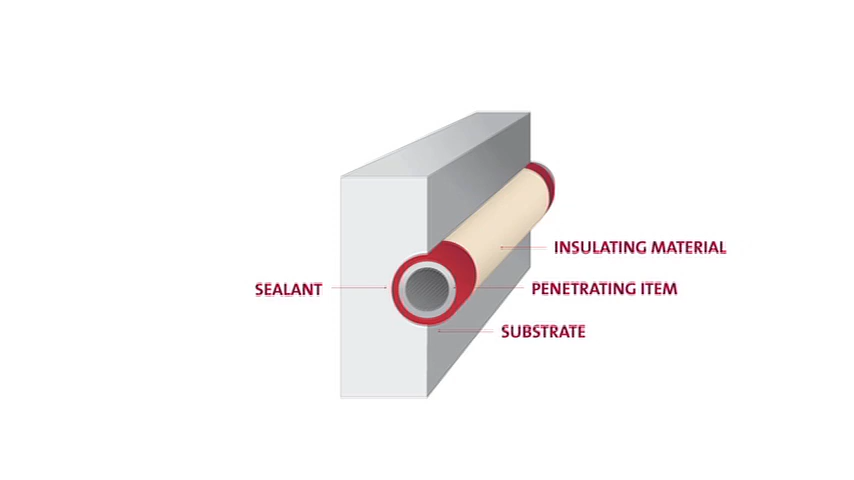 INSULATING MATERIAL
SEALANT
PENETRATING ITEM
SUBSTRATE